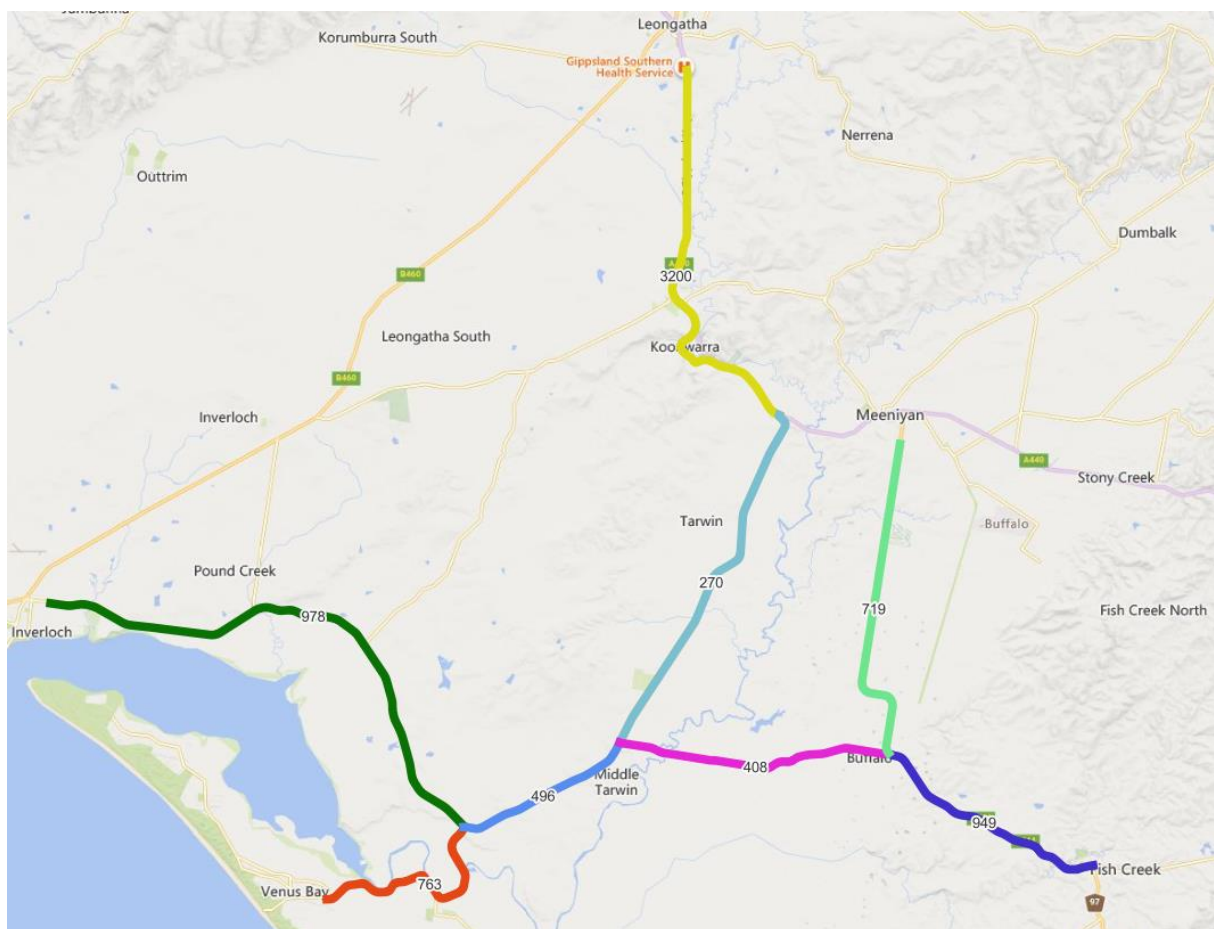 Leongatha
Korumburra South
Gippsland Southern
Health Service
Nerrena
Outtrim
Dumbalk
B460
3200
Leongatha South
Koonwarra
B460
Inverloch
Meeniyan
A440
Stony Creek
Tarwin
Buffalo
Pound Creek
270
719
Fish Creek North
978
Inverloch
Buffalo
408
Middle
Tarwin
496
949
763
Venus Bay
Fish Creek
97